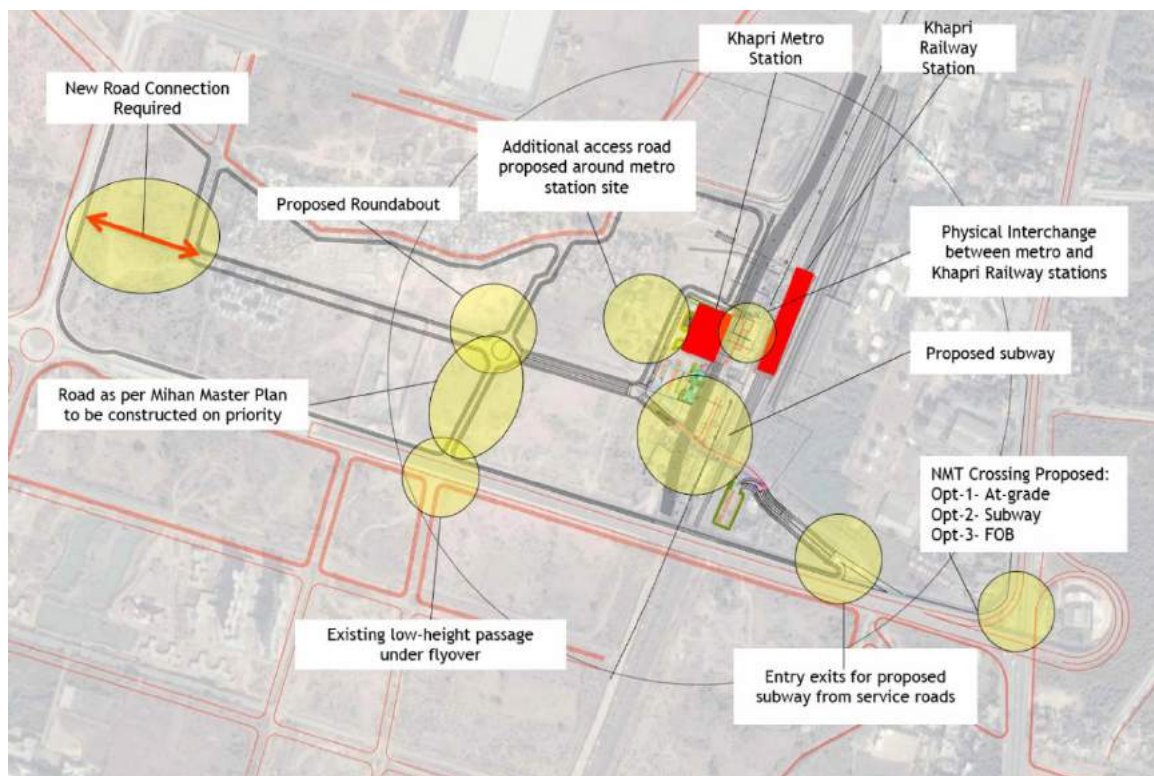 Khapri Metro
Station
Khapri
Railway
Station
New Road Connection
Required
Additional access road
proposed around metro
station site
Proposed Roundabout
Physical Interchange
between metro and
Khapri Railway stations
Proposed subway
Road as per Mihan Master Plan
to be constructed on priority
NMT Crossing Proposed:
Opt-1- At-grade
Opt-2- Subway
Opt-3- FOB
Existing low-height passage
under flyover
Entry exits for proposed
subway from service roads